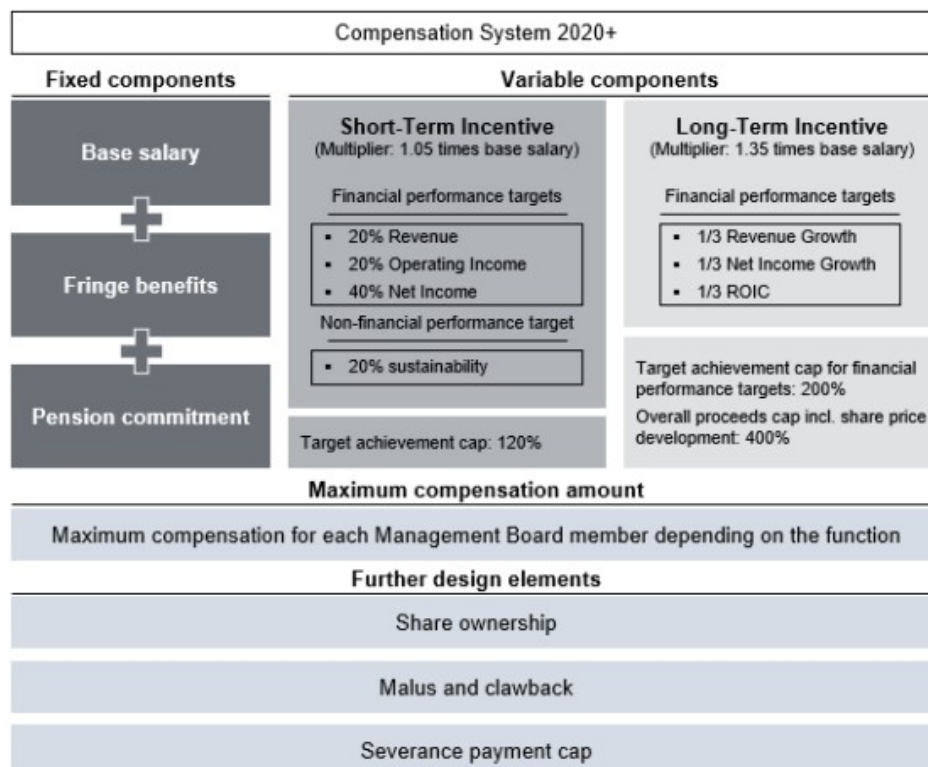 Compensation System 2020+
Fixed components
Base salary
Fringe benefits
Pension commitment
Variable components
Short-Term Incentive
(Multiplier: 1.05 times base salary)
Financial performance targets
▪ 20% Revenue
▪ 20% Operating Income
▪ 40% Net Income
Non-financial performance target
▪ 20% sustainability
Target achievement cap: 120%
Long-Term Incentive
(Multiplier: 1.35 times base salary)
Financial performance targets
▪ 1/3 Revenue Growth
▪ 1/3 Net Income Growth
▪ 1/3 ROIC
Target achievement cap for financial
performance targets: 200%
Overall proceeds cap incl. share price
development: 400%
Maximum compensation amount
Maximum compensation for each Management Board member depending on the function
Further design elements
Share ownership
Malus and clawback
Severance payment cap